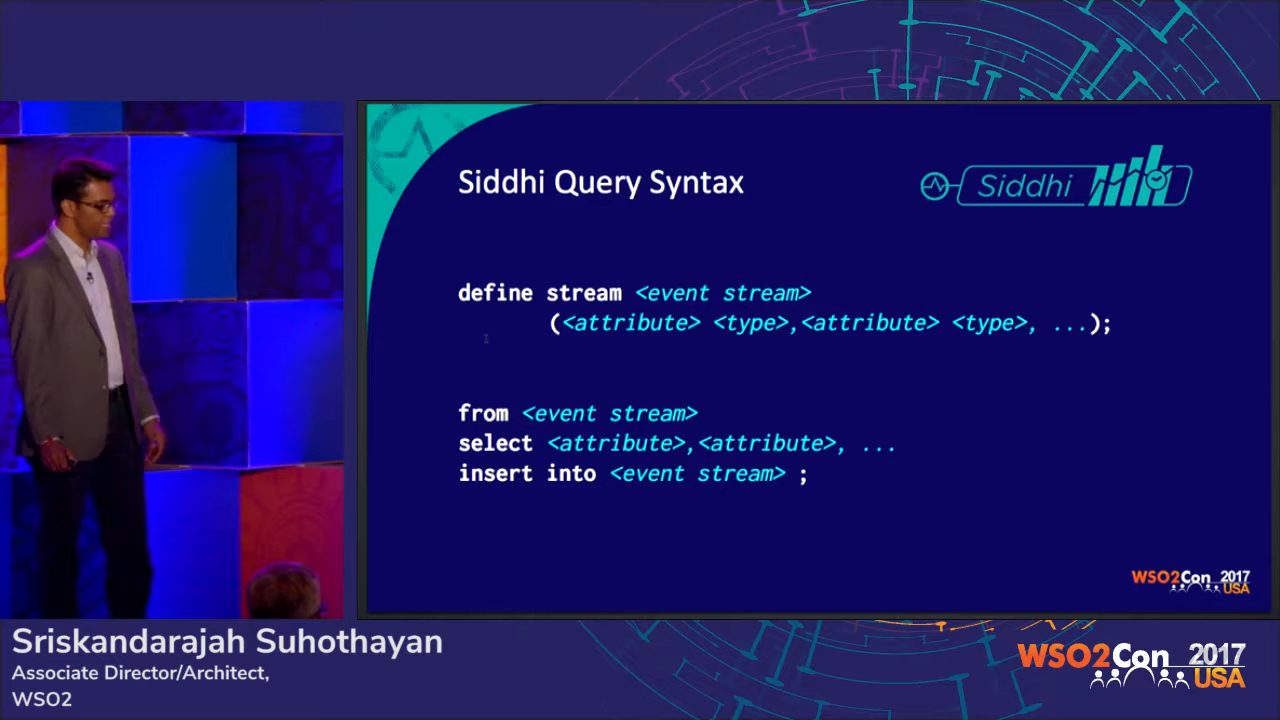 Siddhi Query Syntax
Siddhi
define stream <event stream>
(<attribute> <type>,<attribute> <type>, ...);
from <event stream>
select <attribute>,<attribute>, ...
insert into <event stream> ;
WSO2Con 2017
USA
Sriskandarajah Suhothayan
Associate Director/Architect,
WSO2
WSO2Con 2017
USA